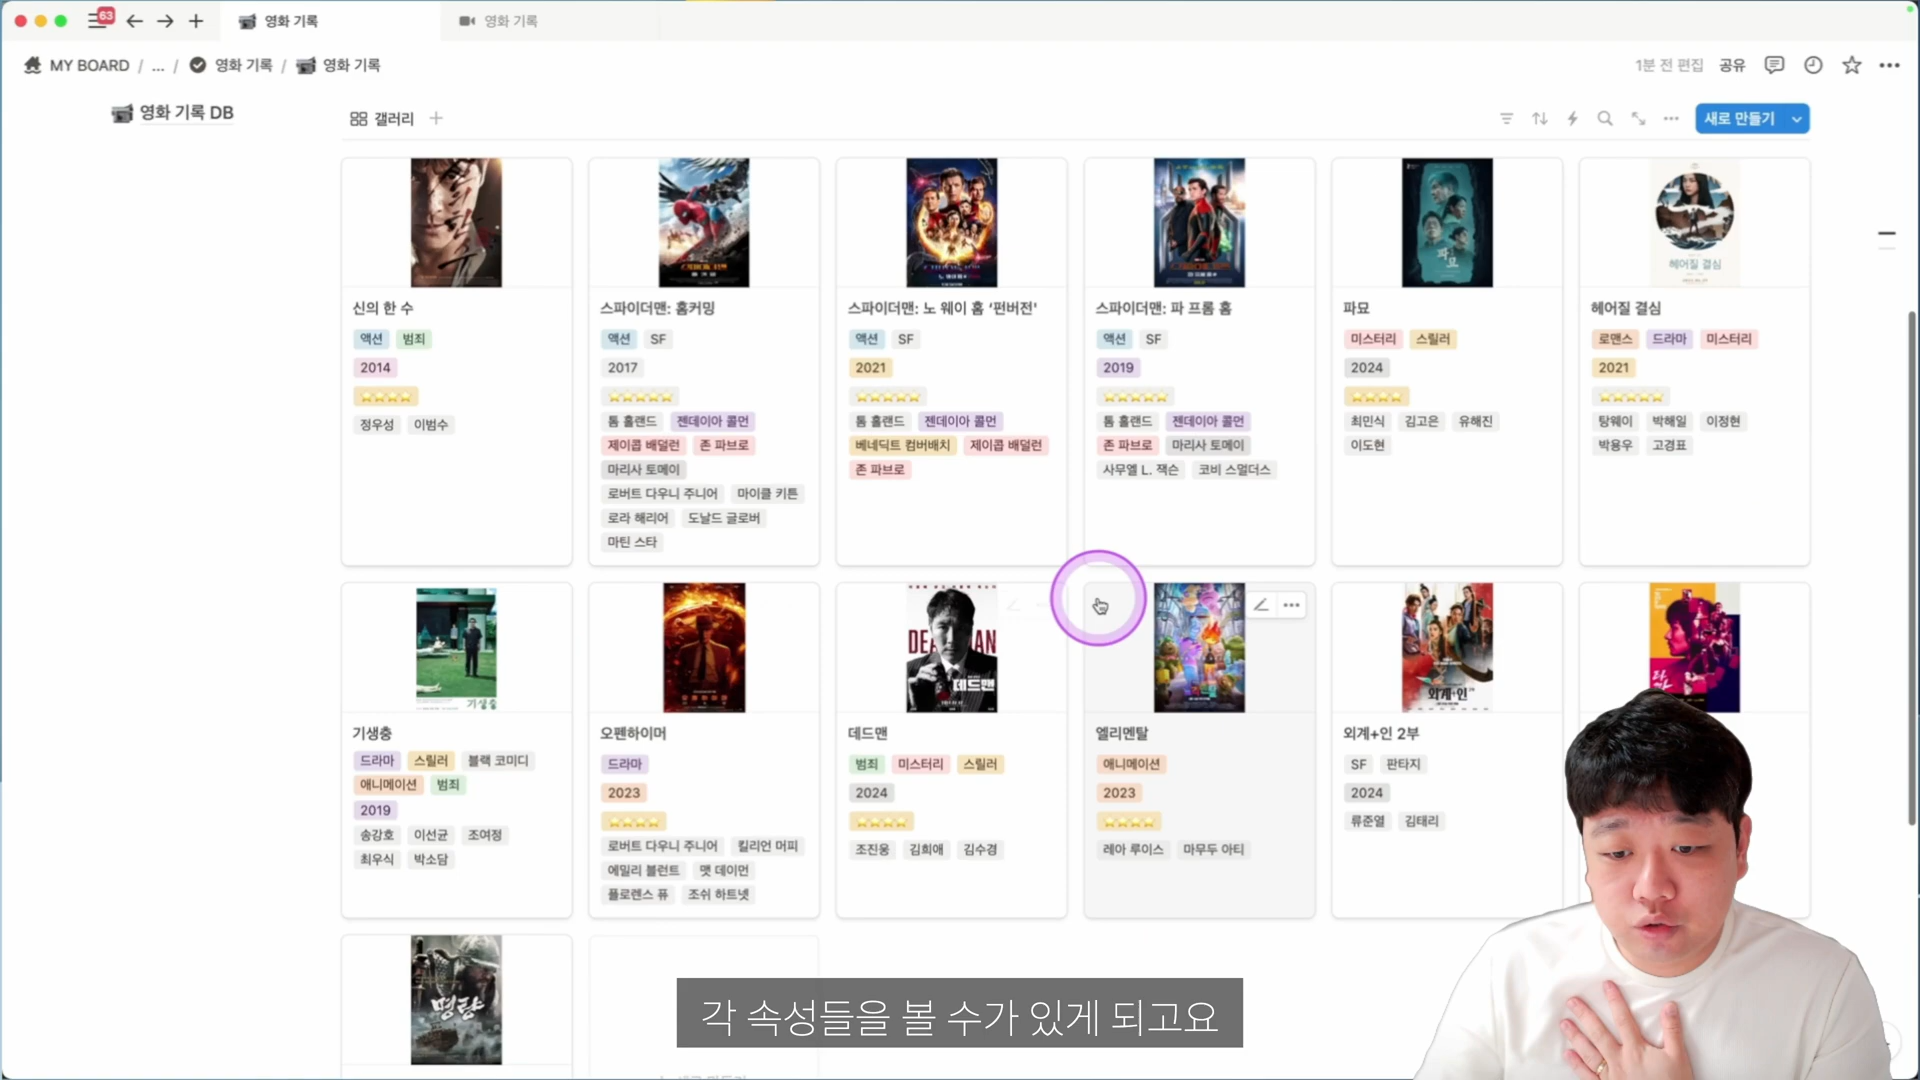 63
영화 기록
영화 기록
MY BOARD / ... / 영화 기록 / 영화 기록
1분 전 편집 공유
영화 기록 DB
갤러리
새로 만들기
신의 한 수
액션 범죄
2014
정우성 이범수
스파이더맨: 홈커밍
액션 SF
2017
톰 홀랜드 젠데이아 콜먼
제이콥 배덜런 존 파브로
마리사 토메이
로버트 다우니 주니어 마이클 키튼
로라 해리어 도날드 글로버
마틴 스타
스파이더맨: 노 웨이 홈 ‘펀버전’
액션 SF
2021
톰 홀랜드 젠데이아 콜먼
베네딕트 컴버배치 제이콥 배덜런
존 파브로
스파이더맨: 파 프롬 홈
액션 SF
2019
톰 홀랜드 젠데이아 콜먼
존 파브로 마리사 토메이
사무엘 L. 잭슨 코비 스멀더스
파묘
파묘
미스터리 스릴러
2024
최민식 김고은 유해진
이도현
헤어질 결심
헤어질 결심
로맨스 드라마 미스터리
2021
탕웨이 박해일 이정현
박용우 고경표
기생충
기생충
드라마 스릴러 블랙 코미디
애니메이션 범죄
2019
송강호 이선균 조여정
최우식 박소담
오펜하이머
드라마
2023
로버트 다우니 주니어 킬리언 머피
에밀리 블런트 맷 데이먼
플로렌스 퓨 조쉬 하트넷
데드맨
데드맨
범죄 미스터리 스릴러
2024
조진웅 김희애 김수경
엘리멘탈
애니메이션
2023
레아 루이스 마무두 아티
외계+인
외계+인 2부
SF 판타지
2024
류준열 김태리
명량
각 속성들을 볼 수가 있게 되고요